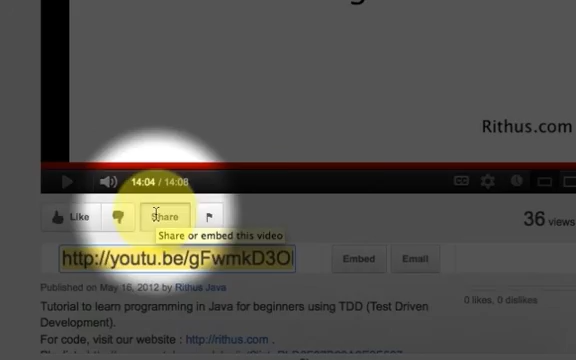 Rithus.com
14:04 / 14:08
Like
Share
36 views
Share or embed this video
http://youtu.be/gFwmkD3O
Embed
Email
Published on May 16, 2012 by Rithus Java
0 likes, 0 dislikes
Tutorial to learn programming in Java for beginners using TDD (Test Driven
Development).
For code, visit our website : http://rithus.com .